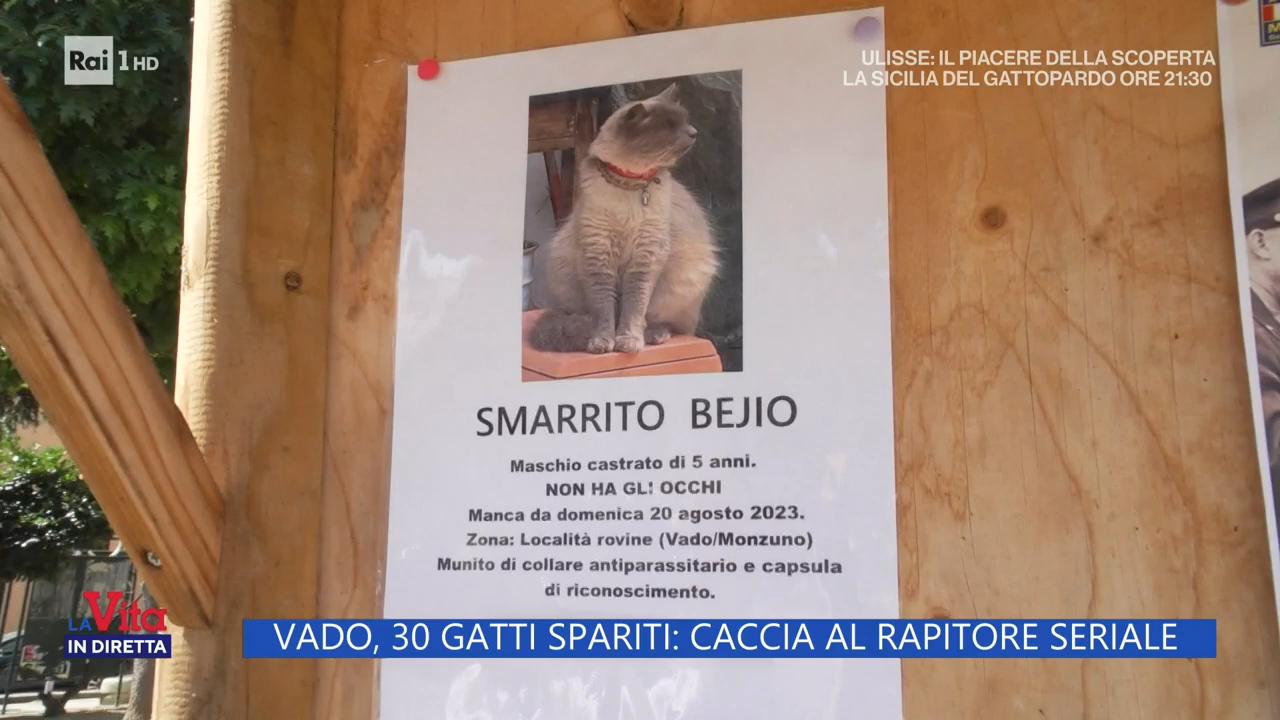 Rai 1 HD
ULISSE: IL PIACERE DELLA SCOPERTA
LA SICILIA DEL GATTOPARDO ORE 21:30
SMARRITO BEJIO
Maschio castrato di 5 anni.
NON HA GLI OCCHI
Manca da domenica 20 agosto 2023.
Zona: Località rovine (Vado/Monzuno)
Munito di collare antiparassitario e capsula
di riconoscimento.
LA Vita
IN DIRETTA
VADO, 30 GATTI SPARITI: CACCIA AL RAPITORE SERIALE